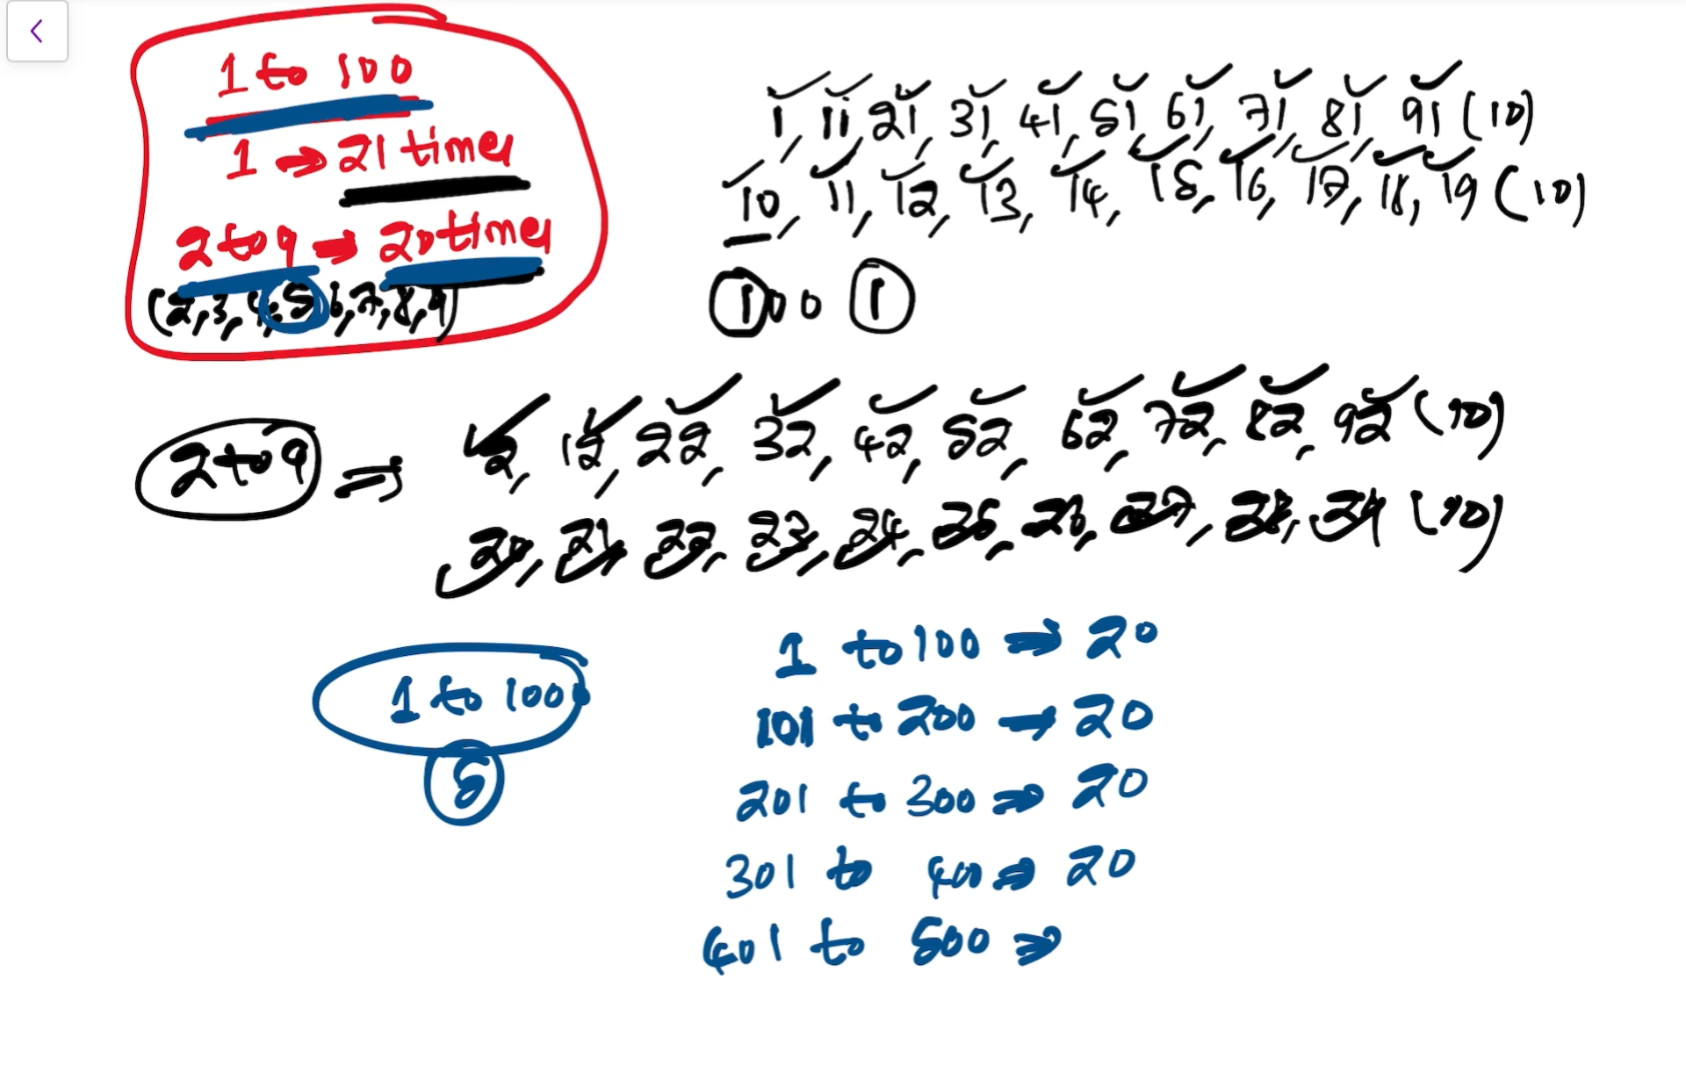 1 to 100
1 ⇒ 21 times
2 to 9 ⇒ 20 times
(2,3,4,5,6,7,8,9)
1, 11, 21, 31, 41, 51, 61, 71, 81, 91 (10)
10, 11, 12, 13, 14, 15, 16, 17, 18, 19 (10)
100 1
2 to 9 ⇒ 2, 12, 22, 32, 42, 52, 62, 72, 82, 92 (10)
20, 21, 22, 23, 24, 25, 26, 27, 28, 29 (10)
1 to 1000
5
1 to 100 ⇒ 20
101 to 200 → 20
201 to 300 ⇒ 20
301 to 400 ⇒ 20
401 to 500 ⇒